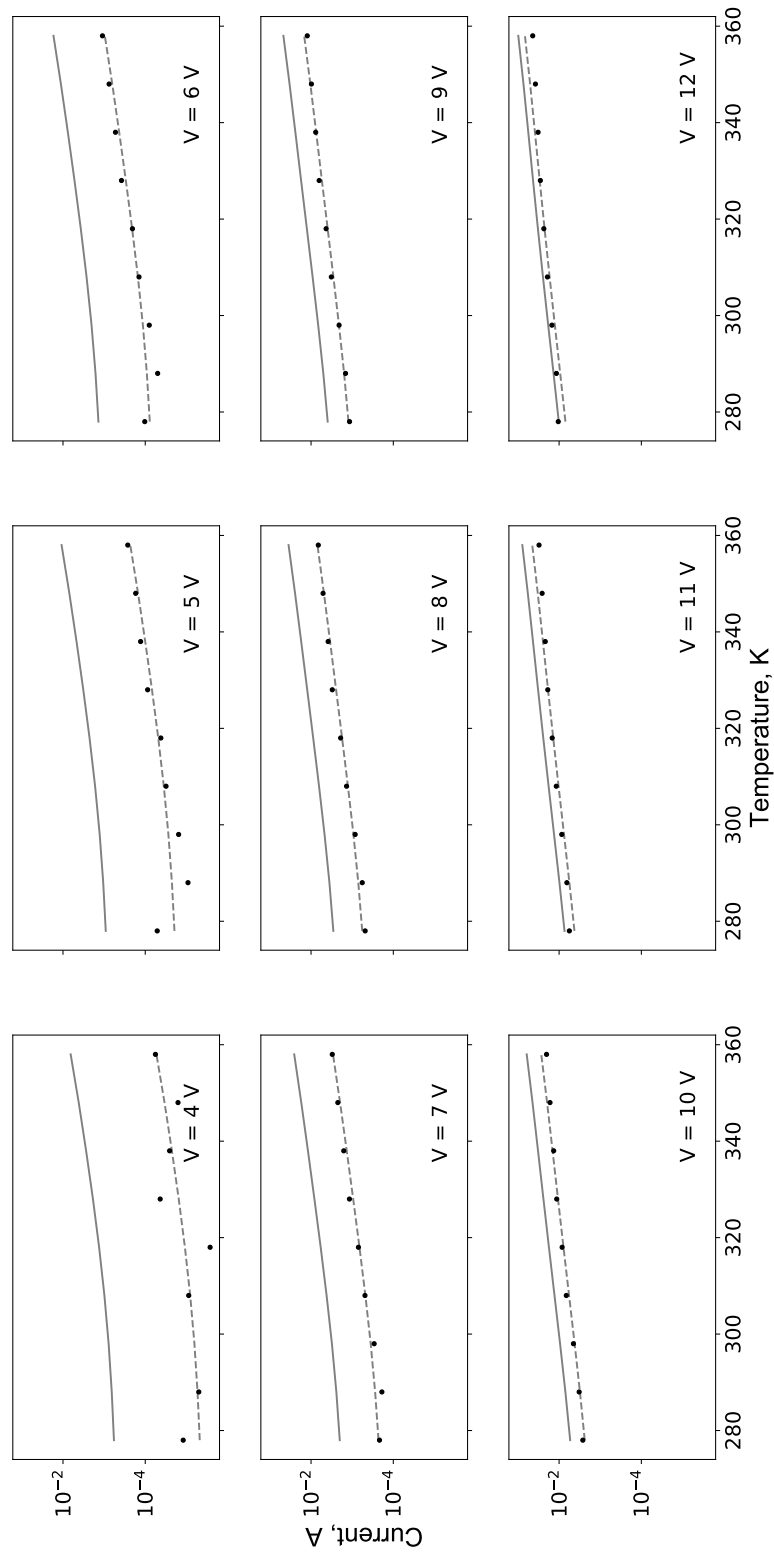 V = 4 V
V = 5 V
V = 6 V
10⁻²
10⁻⁴
V = 7 V
V = 8 V
V = 9 V
10⁻²
10⁻⁴
Current, A
V = 10 V
V = 11 V
V = 12 V
10⁻²
10⁻⁴
280 300 320 340 360
280 300 320 340 360
280 300 320 340 360
Temperature, K